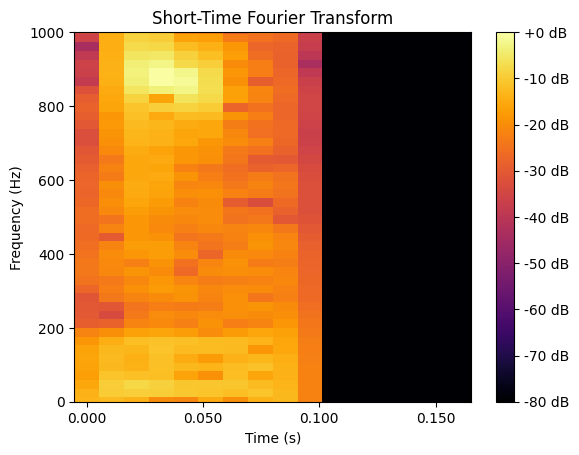 Short-Time Fourier Transform
Frequency (Hz)
1000
800
600
400
200
0
0.000
0.050
0.100
0.150
Time (s)
+0 dB
-10 dB
-20 dB
-30 dB
-40 dB
-50 dB
-60 dB
-70 dB
-80 dB